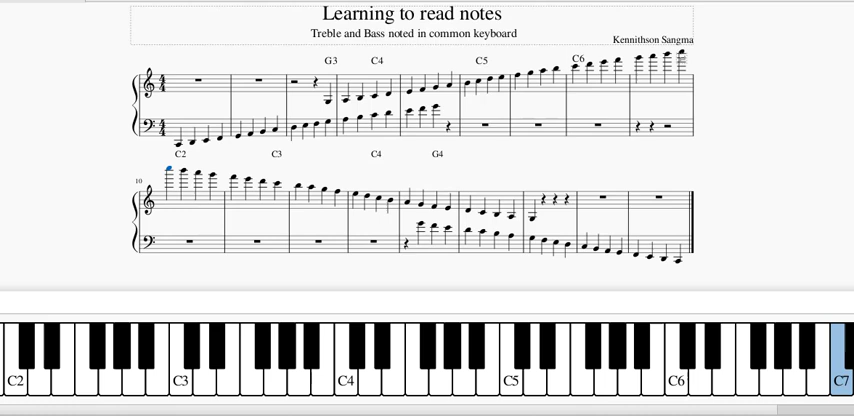 Learning to read notes
Treble and Bass noted in common keyboard
Kennithson Sangma
G3 C4 C5 C6
C2 C3 C4 G4
10
C2 C3 C4 C5 C6 C7